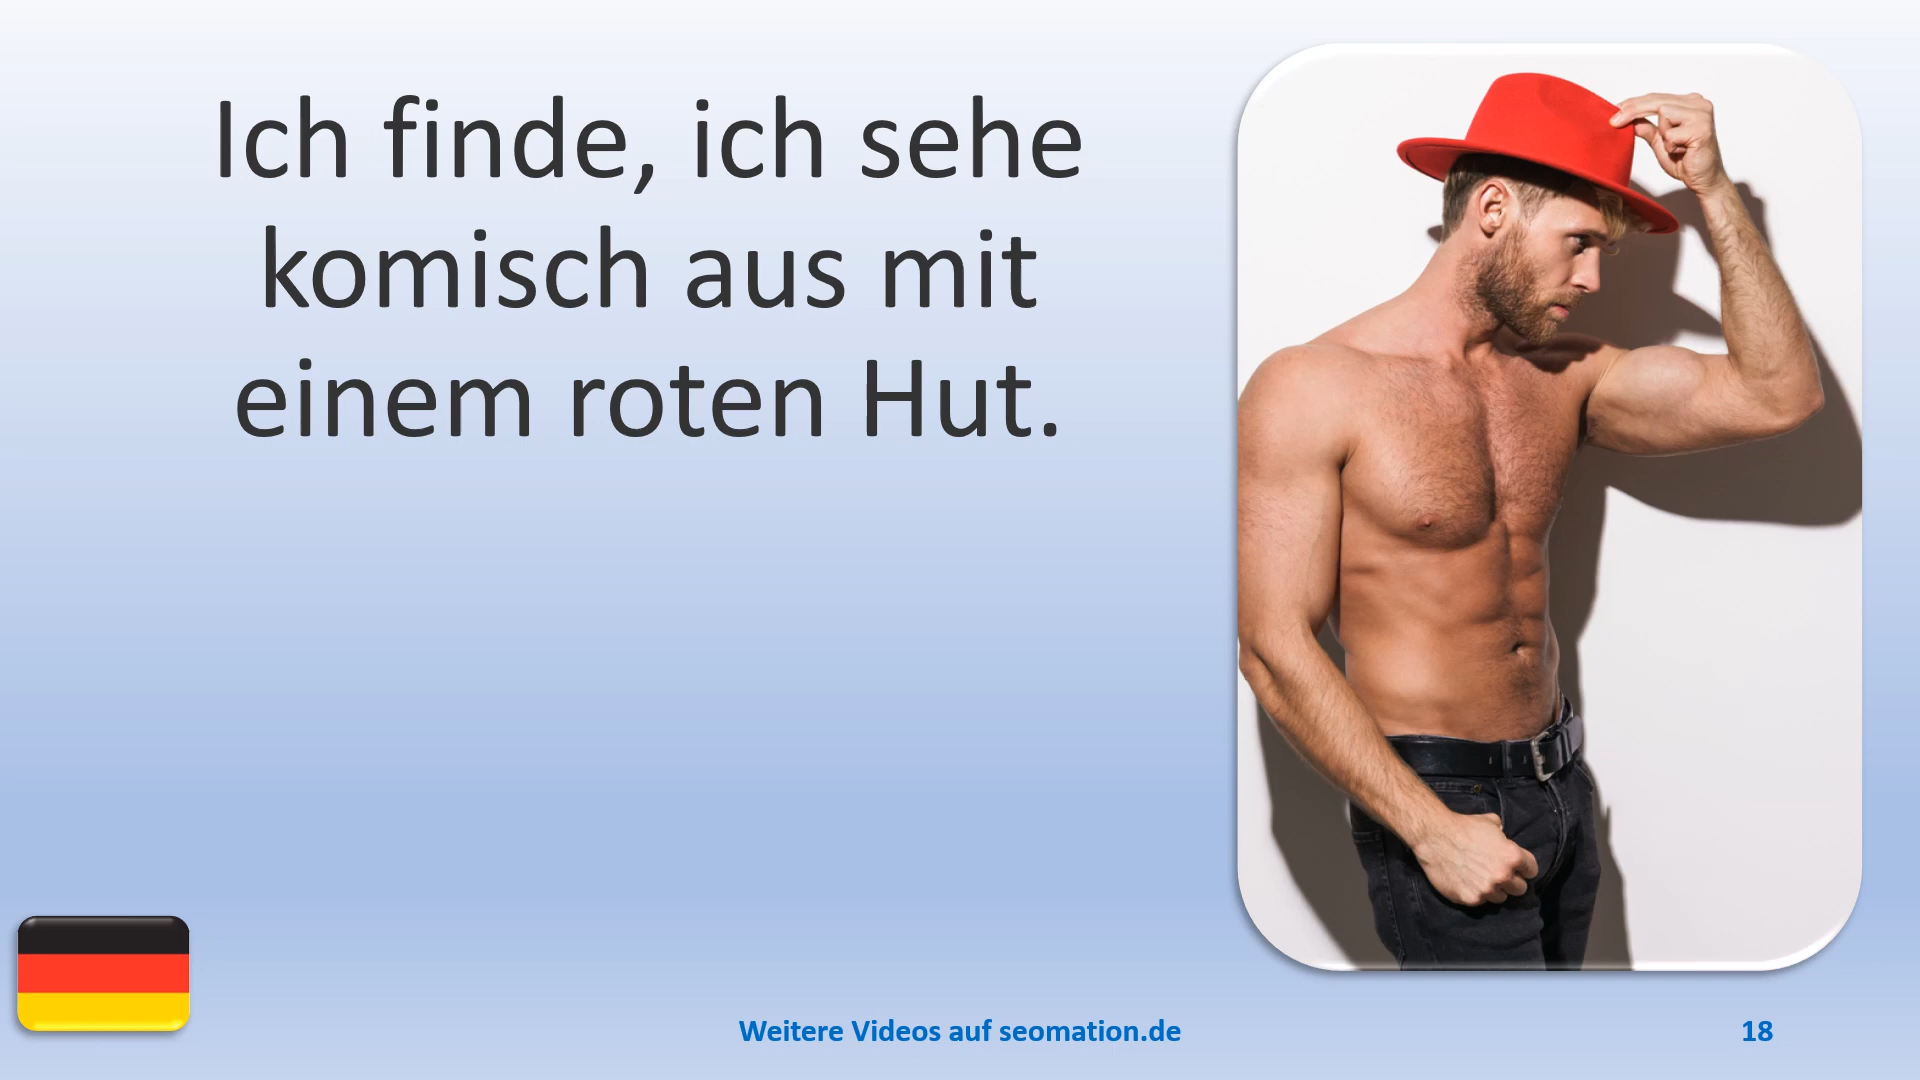 Ich finde, ich sehe
komisch aus mit
einem roten Hut.
Weitere Videos auf seomation.de
18